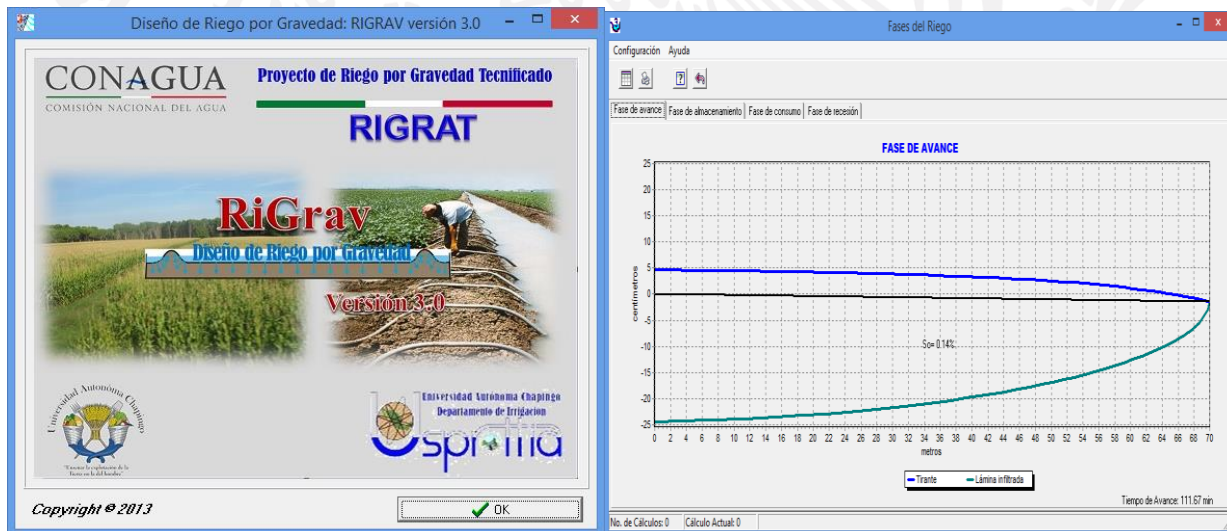 Diseño de Riego por Gravedad: RIGRAV versión 3.0
CONAGUA
COMISIÓN NACIONAL DEL AGUA
Proyecto de Riego por Gravedad Tecnificado
RIGRAT
RiGrav
Diseño de Riego por Gravedad
Versión 3.0
Universidad Autónoma Chapingo
Universidad Autónoma Chapingo
Departamento de Irrigación
Copyright © 2013
OK
Fases del Riego
Configuración Ayuda
Fase de avance Fase de almacenamiento Fase de consumo Fase de recesión
FASE DE AVANCE
25
20
15
10
5
0
-5
-10
-15
-20
-25
centímetros
So= 0.14%
0 2 4 6 8 10 12 14 16 18 20 22 24 26 28 30 32 34 36 38 40 42 44 46 48 50 52 54 56 58 60 62 64 66 68 70
metros
Tirante Lámina infiltrada
Tiempo de Avance: 111.67 min
No. de Cálculos: 0 Cálculo Actual: 0